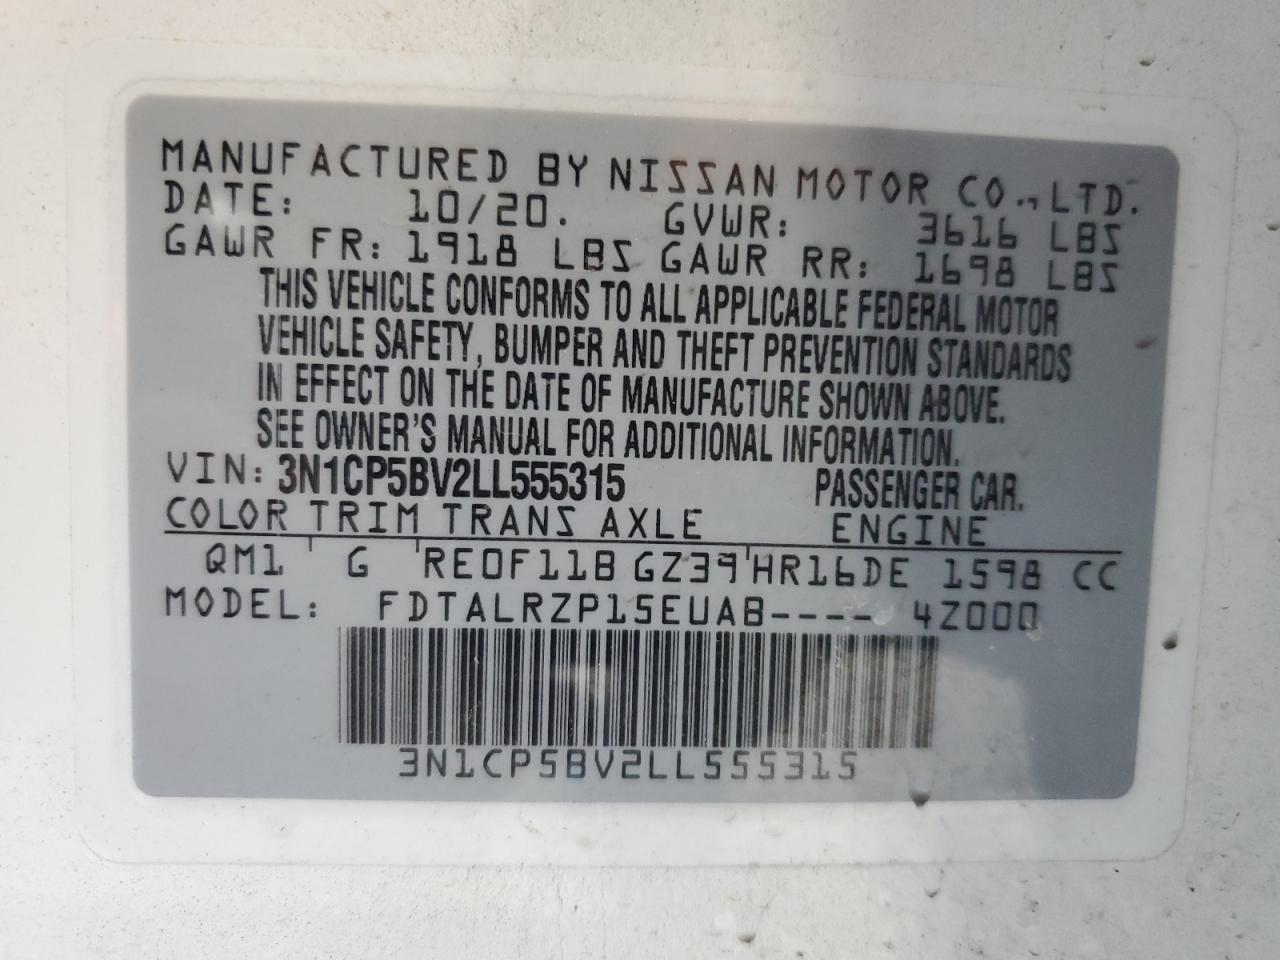 MANUFACTURED BY NISSAN MOTOR CO., LTD.
DATE: 10/20. GVWR: 3616 LBS
GAWR FR: 1918 LBS GAWR RR: 1698 LBS
THIS VEHICLE CONFORMS TO ALL APPLICABLE FEDERAL MOTOR
VEHICLE SAFETY, BUMPER AND THEFT PREVENTION STANDARDS
IN EFFECT ON THE DATE OF MANUFACTURE SHOWN ABOVE.
SEE OWNER'S MANUAL FOR ADDITIONAL INFORMATION.
VIN: 3N1CP5BV2LL555315 PASSENGER CAR.
COLOR TRIM TRANS AXLE ENGINE
QM1 G RE0F11B GZ39 HR16DE 1598 CC
MODEL: FDTALRZP15EUAB---- 4Z000
3N1CP5BV2LL555315